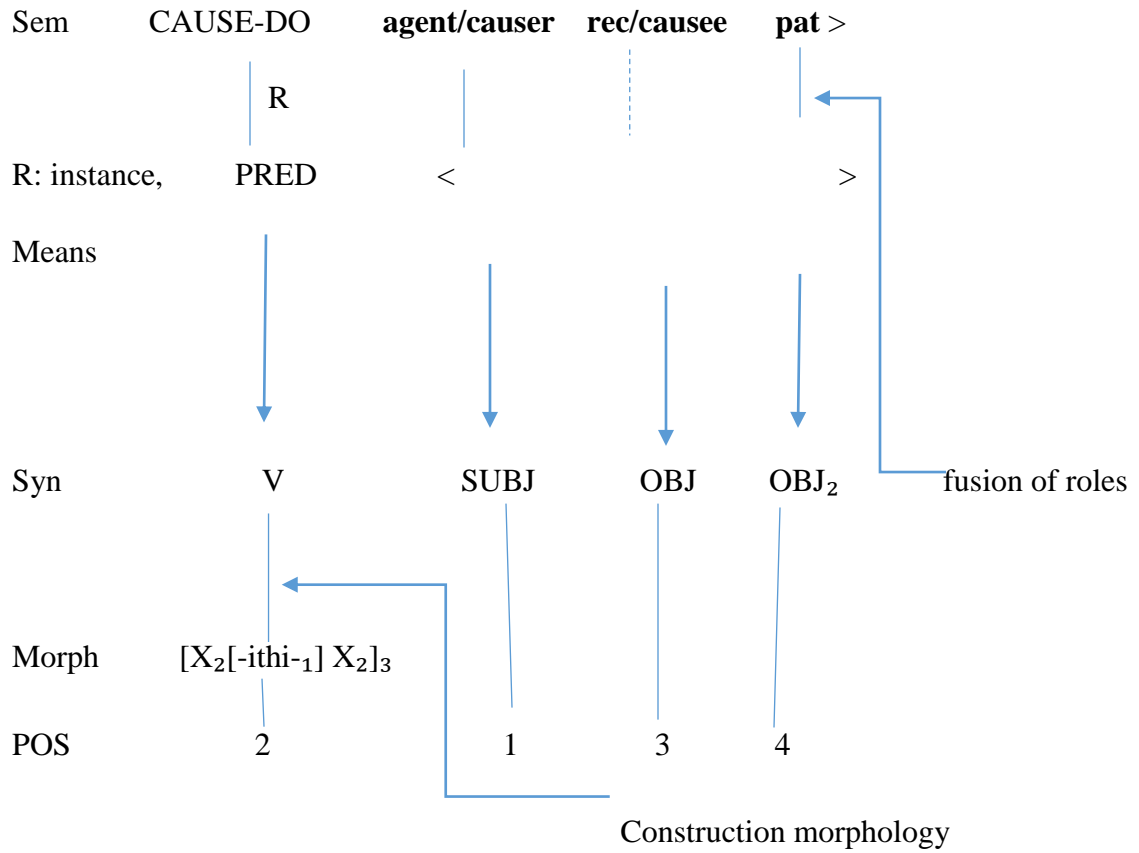 Sem CAUSE-DO agent/causer rec/causee pat >
R
R: instance, PRED < >
Means
Syn V SUBJ OBJ OBJ₂ fusion of roles
Morph [X₂[-ithi-₁] X₂]₃
POS 2 1 3 4
Construction morphology